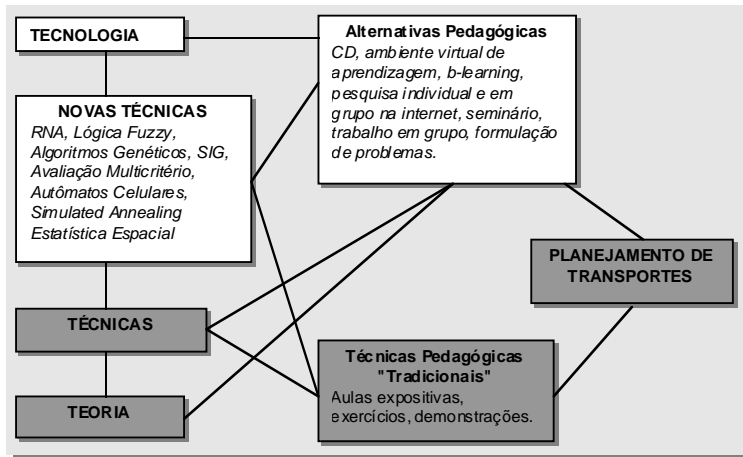 TECNOLOGIA
NOVAS TÉCNICAS
RNA, Lógica Fuzzy,
Algoritmos Genéticos, SIG,
Avaliação Multicritério,
Autômatos Celulares,
Simulated Annealing
Estatística Espacial
TÉCNICAS
TEORIA
Alternativas Pedagógicas
CD, ambiente virtual de
aprendizagem, b-learning,
pesquisa individual e em
grupo na internet, seminário,
trabalho em grupo, formulação
de problemas.
Técnicas Pedagógicas
"Tradicionais"
Aulas expositivas,
exercícios, demonstrações.
PLANEJAMENTO DE
TRANSPORTES